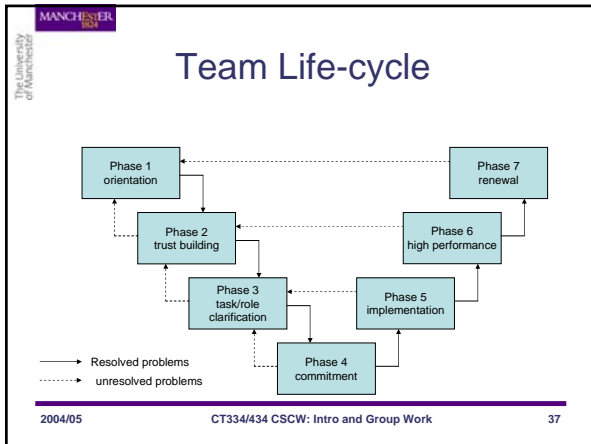 MANCHESTER
1824
The University
of Manchester
Team Life-cycle
Phase 1
orientation
Phase 7
renewal
Phase 2
trust building
Phase 6
high performance
Phase 3
task/role
clarification
Phase 5
implementation
Phase 4
commitment
Resolved problems
unresolved problems
2004/05
CT334/434 CSCW: Intro and Group Work
37